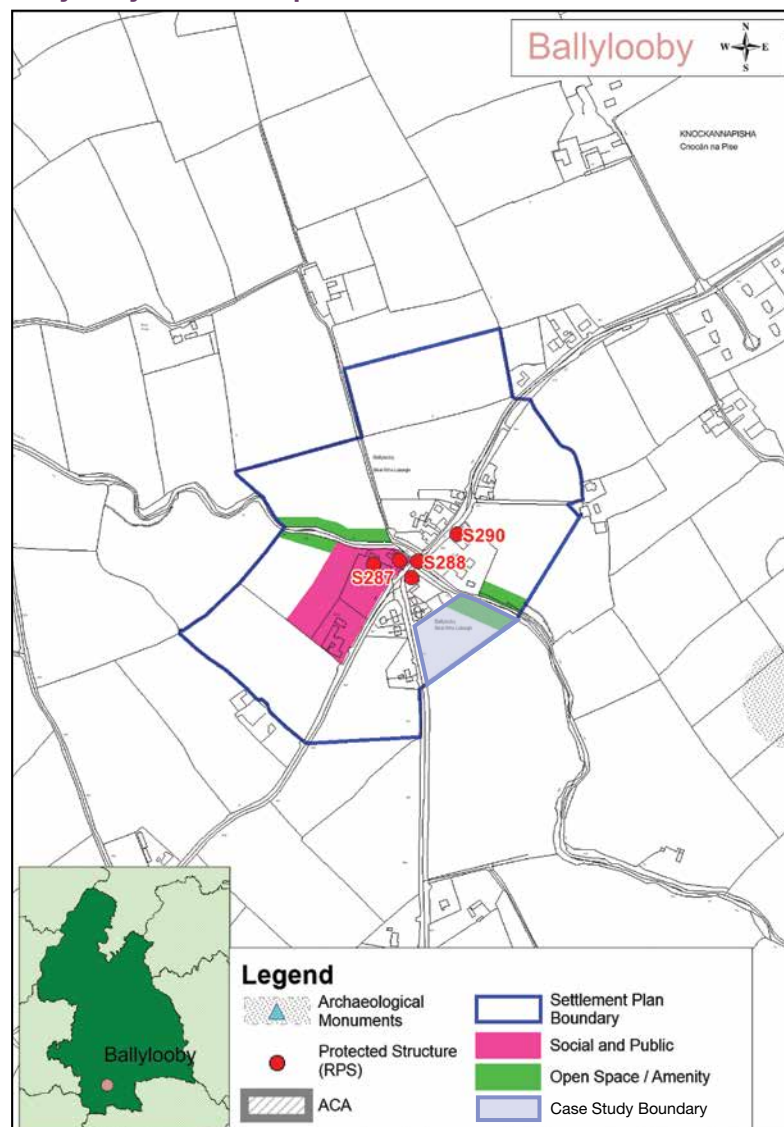 Ballylooby
N
W E
S
KNOCKANNAPISHA
Cnocán na Pise
S290
S288
S287
Ballylooby
Legend
Archaeological
Monuments
Protected Structure
(RPS)
ACA
Settlement Plan
Boundary
Social and Public
Open Space / Amenity
Case Study Boundary